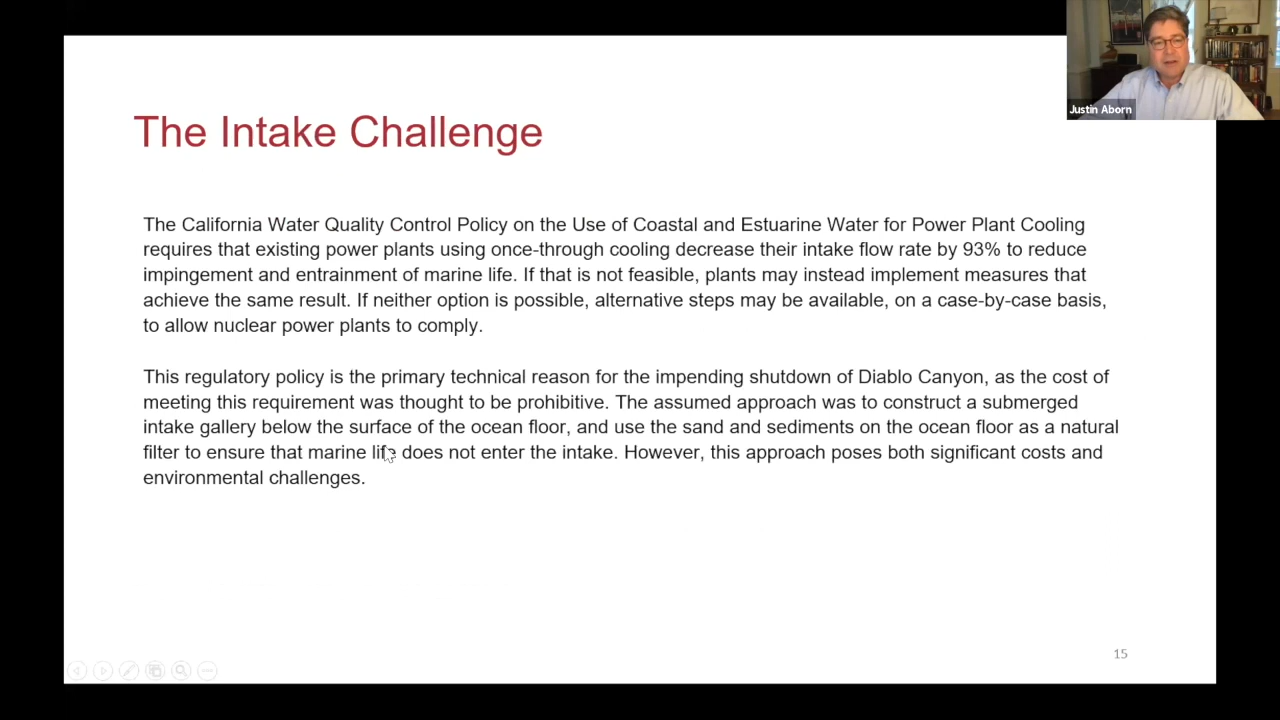 Justin Aborn
The Intake Challenge
The California Water Quality Control Policy on the Use of Coastal and Estuarine Water for Power Plant Cooling
requires that existing power plants using once-through cooling decrease their intake flow rate by 93% to reduce
impingement and entrainment of marine life. If that is not feasible, plants may instead implement measures that
achieve the same result. If neither option is possible, alternative steps may be available, on a case-by-case basis,
to allow nuclear power plants to comply.
This regulatory policy is the primary technical reason for the impending shutdown of Diablo Canyon, as the cost of
meeting this requirement was thought to be prohibitive. The assumed approach was to construct a submerged
intake gallery below the surface of the ocean floor, and use the sand and sediments on the ocean floor as a natural
filter to ensure that marine life does not enter the intake. However, this approach poses both significant costs and
environmental challenges.
15